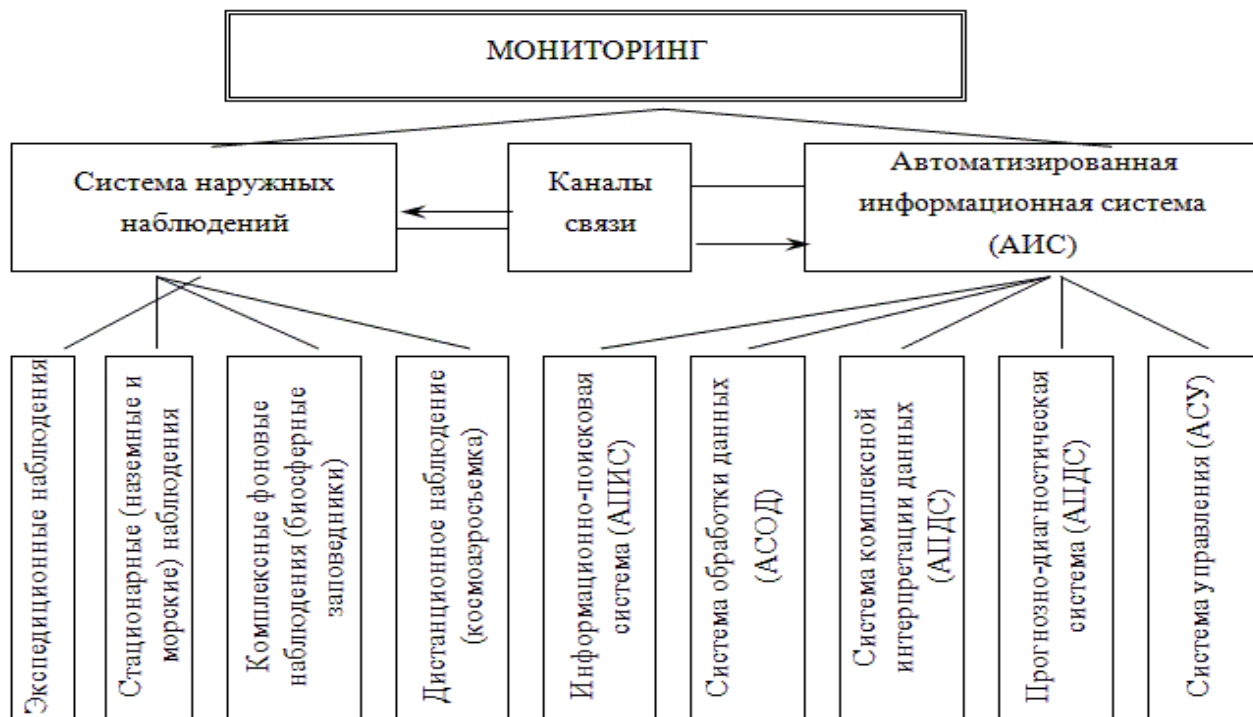 МОНИТОРИНГ
Система наружных
наблюдений
Каналы
связи
Автоматизированная
информационная система
(АИС)
Экспедиционные наблюдения
Стационарные (наземные и
морские) наблюдения
Комплексные фоновые
наблюдения (биосферные
заповедники)
Дистанционное наблюдение
(космоаэросъемка)
Информационно-поисковая
система (АПИС)
Система обработки данных
(АСОД)
Система комплексной
интерпретации данных
(АПДС)
Прогнозно-диагностическая
система (АПДС)
Система управления (АСУ)